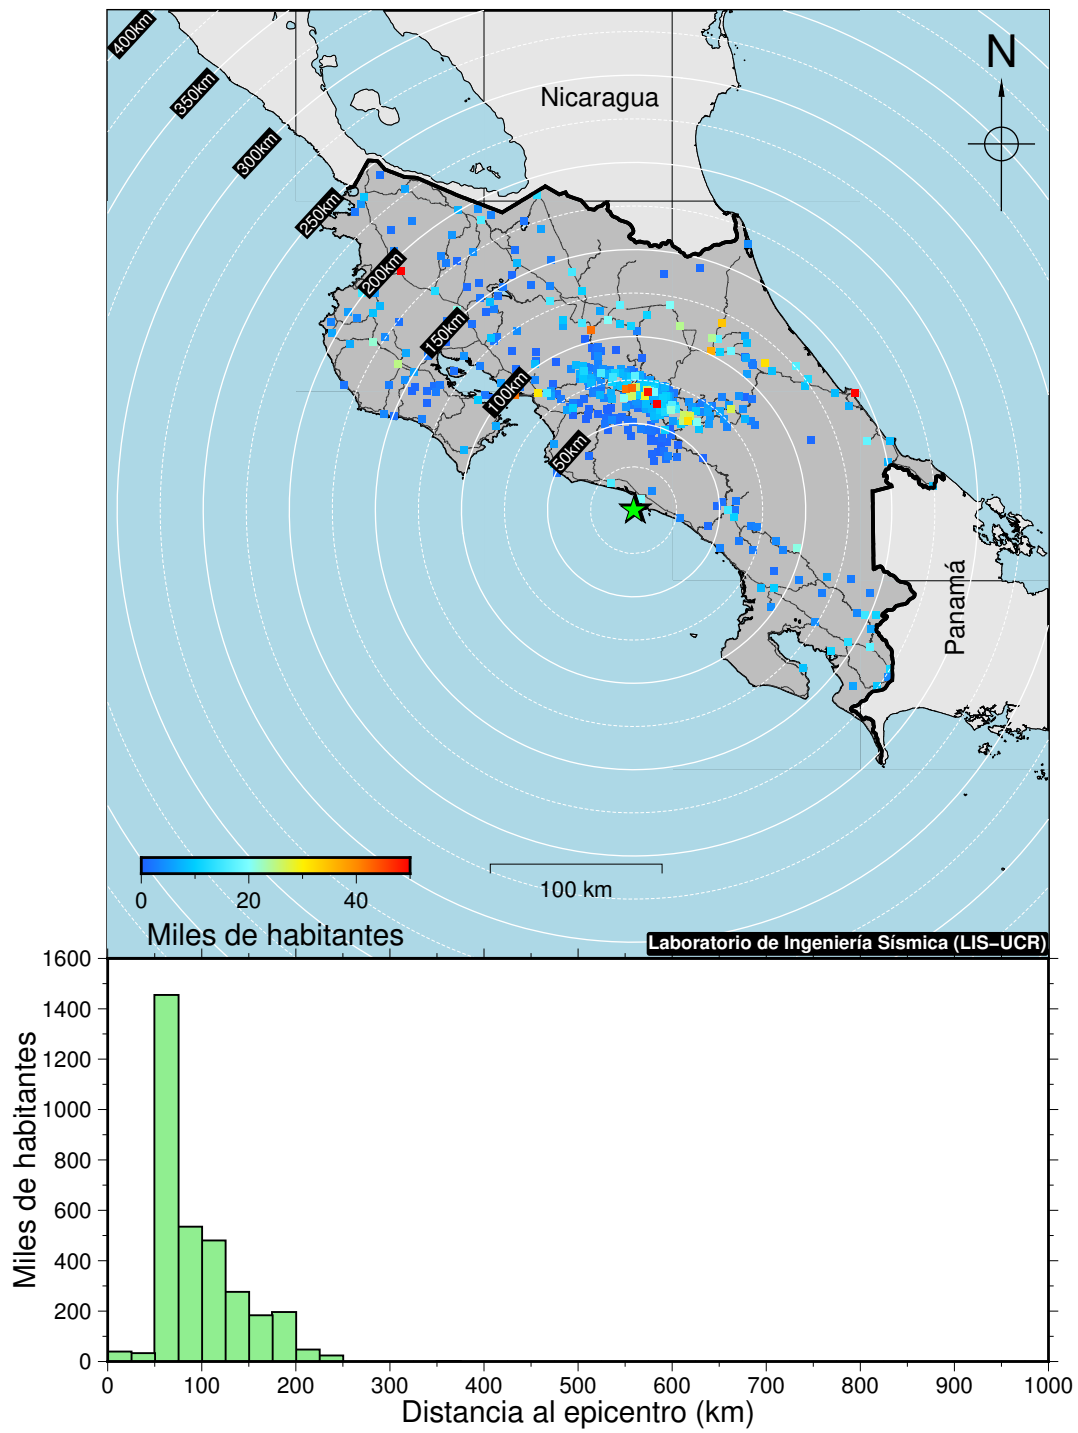 400km
350km
300km
250km
200km
150km
100km
50km
Nicaragua
N
Panamá
0 20 40
Miles de habitantes
100 km
Laboratorio de Ingeniería Sísmica (LIS−UCR)
1600
1400
1200
1000
800
600
400
200
0
Miles de habitantes
0 100 200 300 400 500 600 700 800 900 1000
Distancia al epicentro (km)